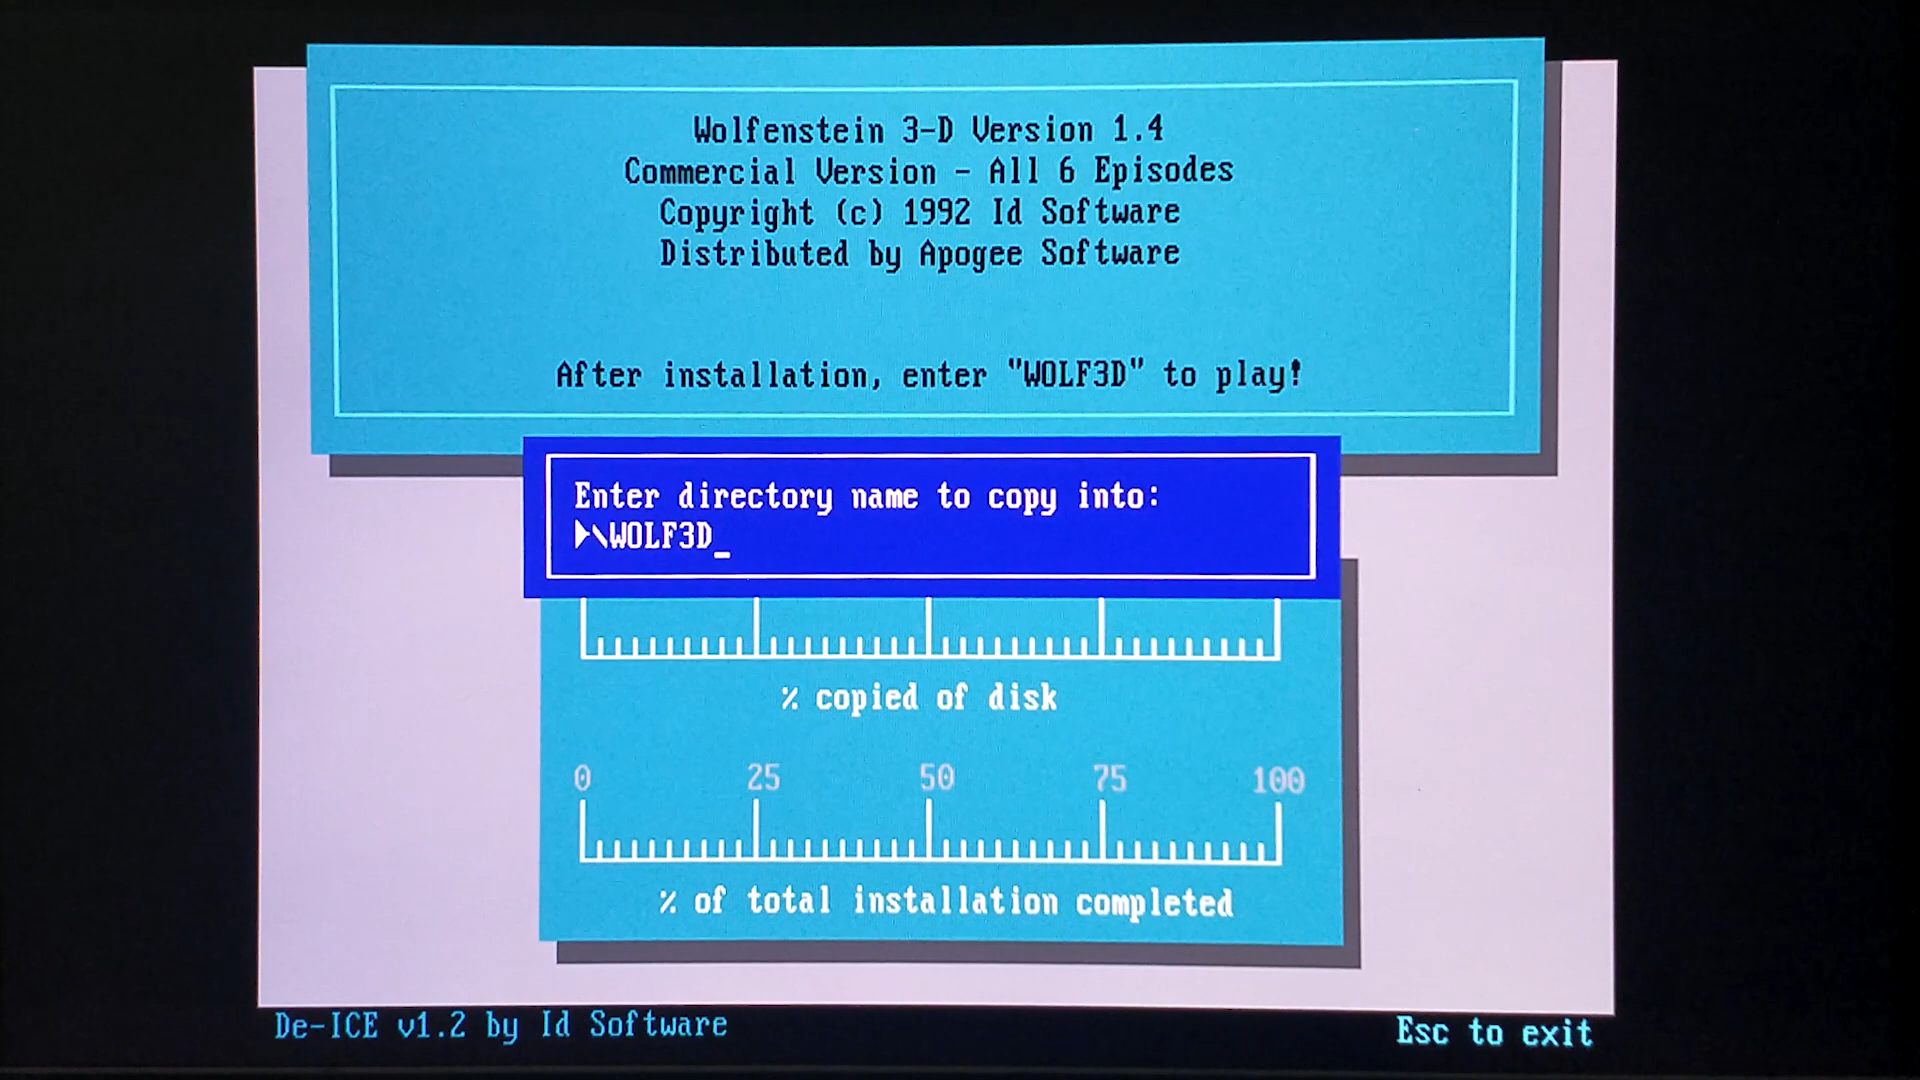 Wolfenstein 3-D Version 1.4
Commercial Version - All 6 Episodes
Copyright (c) 1992 Id Software
Distributed by Apogee Software
After installation, enter "WOLF3D" to play!
Enter directory name to copy into:
►\WOLF3D_
% copied of disk
0 25 50 75 100
% of total installation completed
De-ICE v1.2 by Id Software
Esc to exit